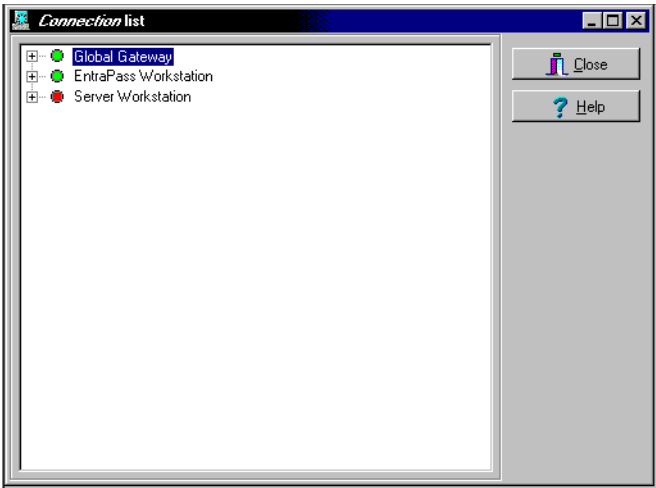 Connection list
Global Gateway
EntraPass Workstation
Server Workstation
Close
Help